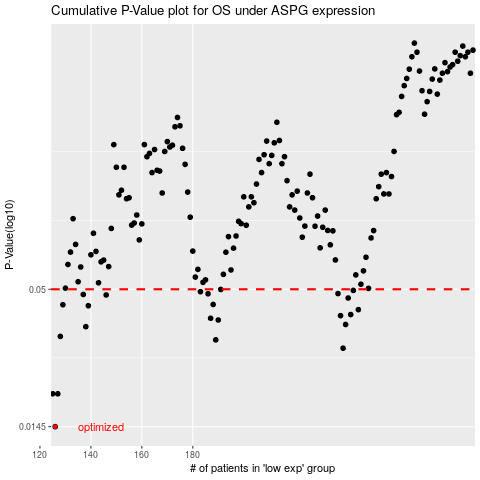 Cumulative P-Value plot for OS under ASPG expression
P-Value(log10)
0.05
0.0145
optimized
120 140 160 180
# of patients in 'low exp' group